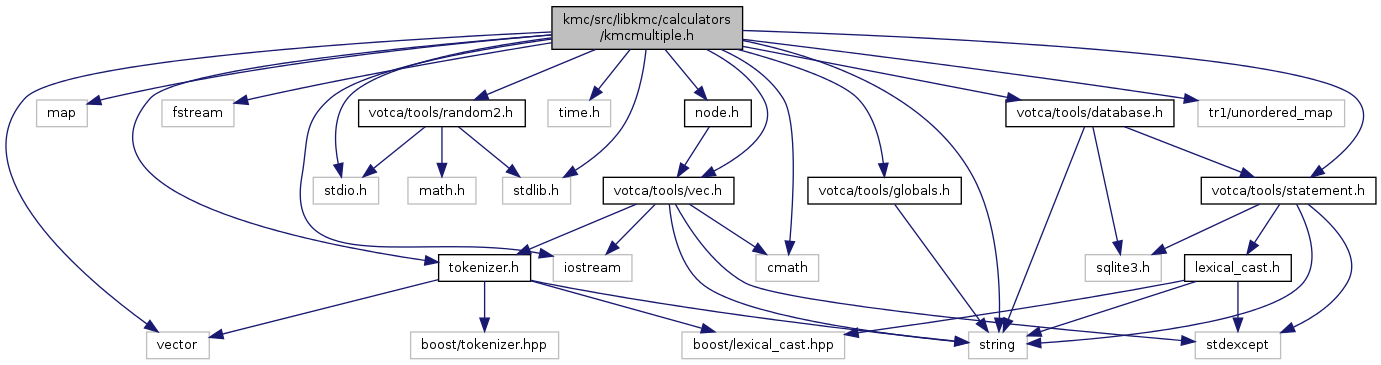 kmc/src/libkmc/calculators
/kmcmultiple.h
map
fstream
votca/tools/random2.h
time.h
node.h
votca/tools/database.h
tr1/unordered_map
stdio.h
math.h
stdlib.h
votca/tools/vec.h
votca/tools/globals.h
votca/tools/statement.h
tokenizer.h
iostream
cmath
sqlite3.h
lexical_cast.h
vector
boost/tokenizer.hpp
boost/lexical_cast.hpp
string
stdexcept